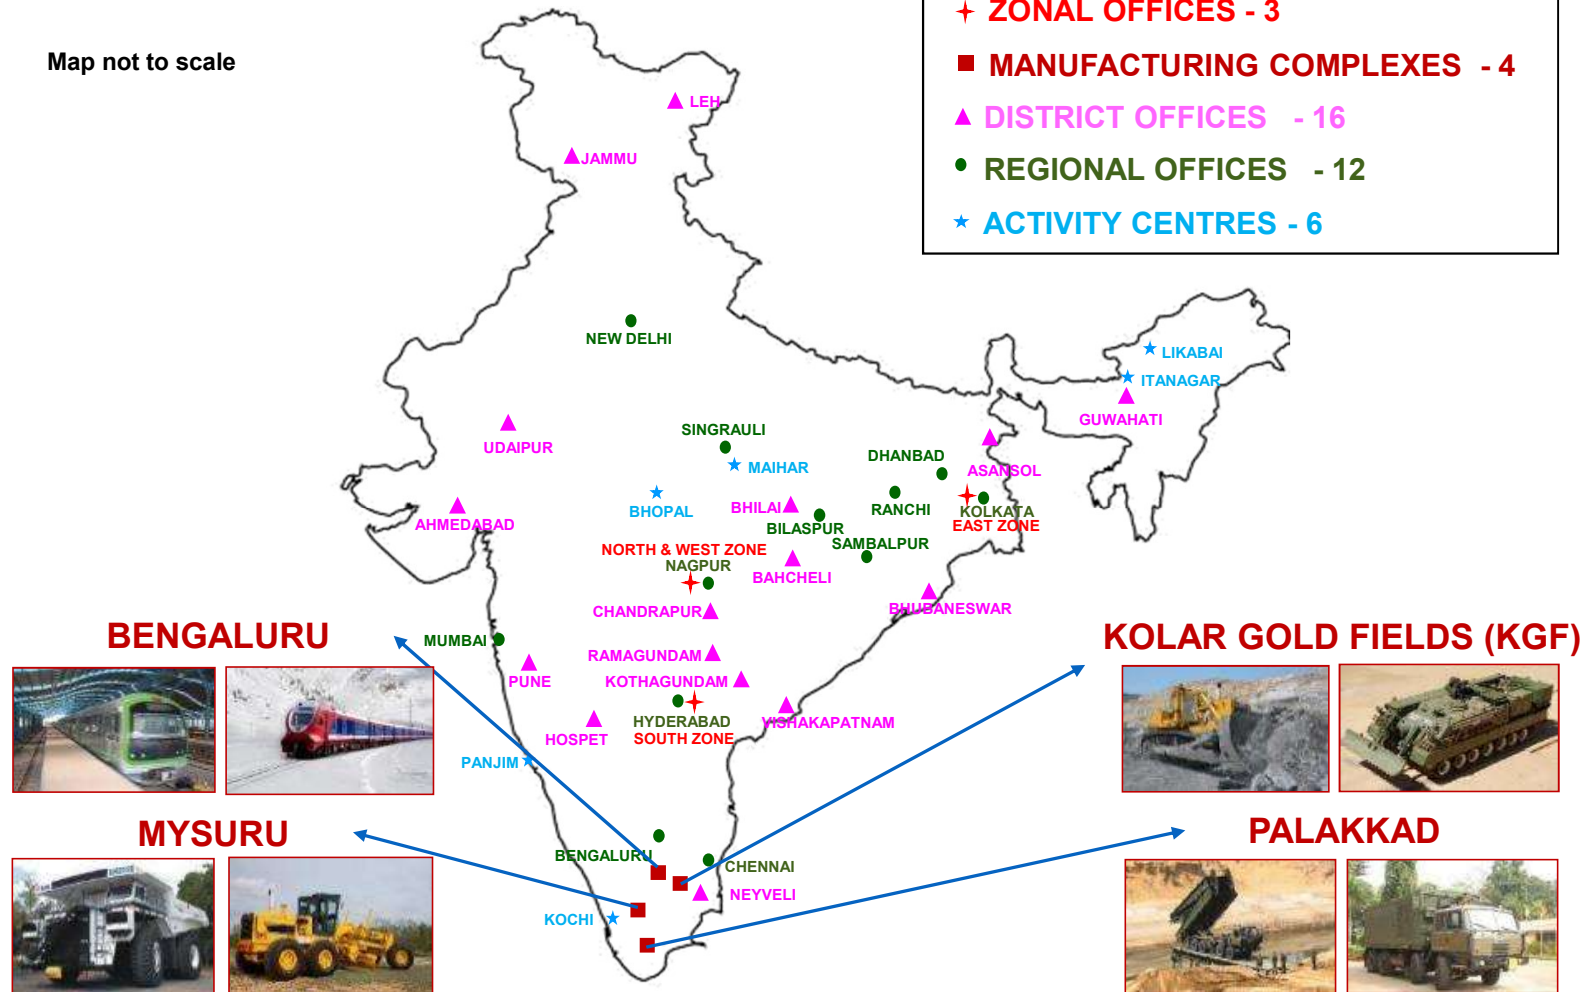 ZONAL OFFICES - 3
Map not to scale
MANUFACTURING COMPLEXES - 4
LEH
DISTRICT OFFICES - 16
JAMMU
REGIONAL OFFICES - 12
ACTIVITY CENTRES - 6
NEW DELHI
LIKABAI
ITANAGAR
GUWAHATI
SINGRAULI
UDAIPUR
DHANBAD
MAIHAR
ASANSOL
BHOPAL
BHILAI
RANCHI
KOLKATA
EAST ZONE
AHMEDABAD
BILASPUR
SAMBALPUR
NORTH & WEST ZONE
NAGPUR
BAHCHELI
CHANDRAPUR
BHUBANESWAR
BENGALURU
MUMBAI
KOLAR GOLD FIELDS (KGF)
RAMAGUNDAM
PUNE
KOTHAGUNDAM
HYDERABAD
SOUTH ZONE
VISHAKAPATNAM
HOSPET
PANJIM
MYSURU
PALAKKAD
BENGALURU
CHENNAI
NEYVELI
KOCHI